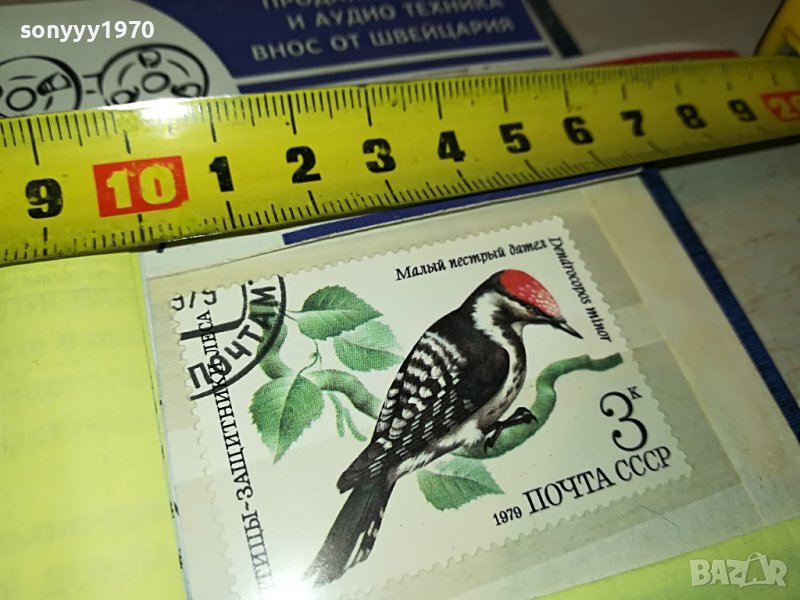 sonyyy1970
И АУДИО ТЕХНИКА
ВНОС ОТ ШВЕЙЦАРИЯ
9 10 1 2 3 4 5 6 7 8 9 20
Малый пестрый дятел
Dendrocopos minor
ПТИЦЫ-ЗАЩИТНИКИ ЛЕСА
ПОЧТАМ
3к
1979 ПОЧТА СССР
BAZAR